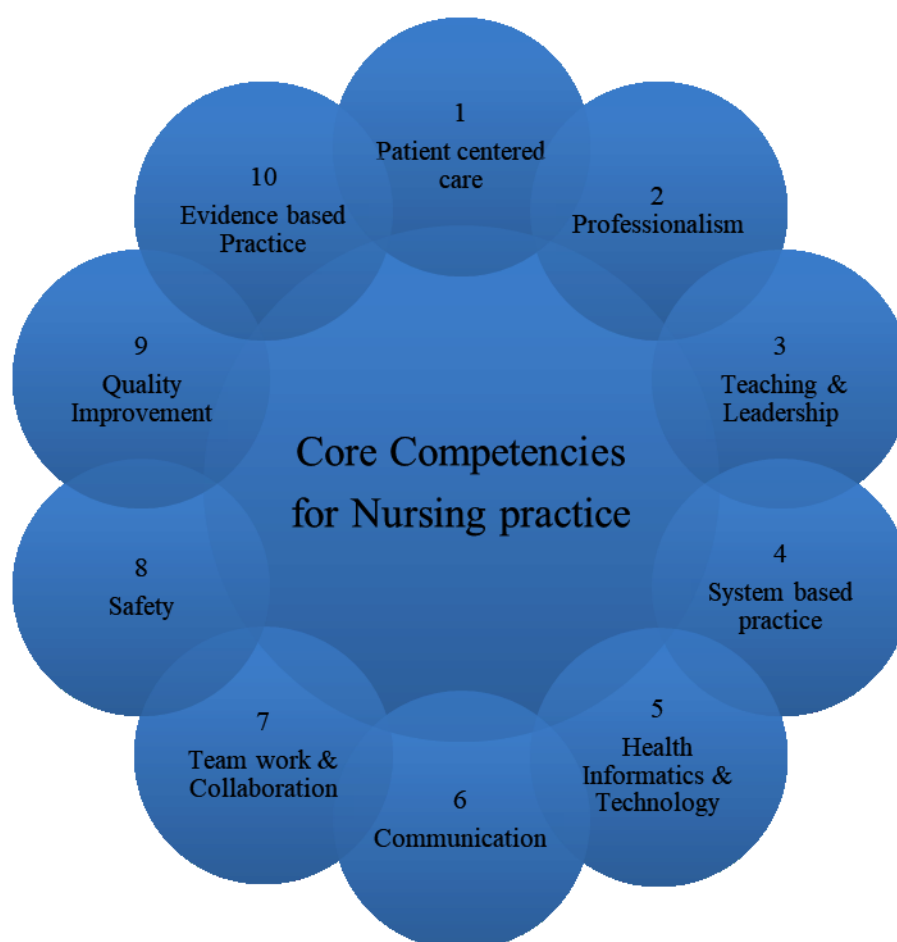 1
Patient centered
care
2
Professionalism
3
Teaching &
Leadership
4
System based
practice
5
Health
Informatics &
Technology
6
Communication
7
Team work &
Collaboration
8
Safety
9
Quality
Improvement
10
Evidence based
Practice
Core Competencies
for Nursing practice